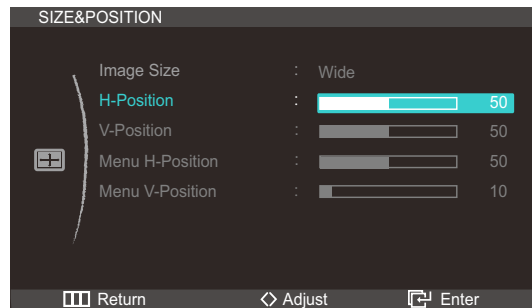 SIZE&POSITION
Image Size : Wide
H-Position : 50
V-Position : 50
Menu H-Position : 50
Menu V-Position : 10
Return Adjust Enter